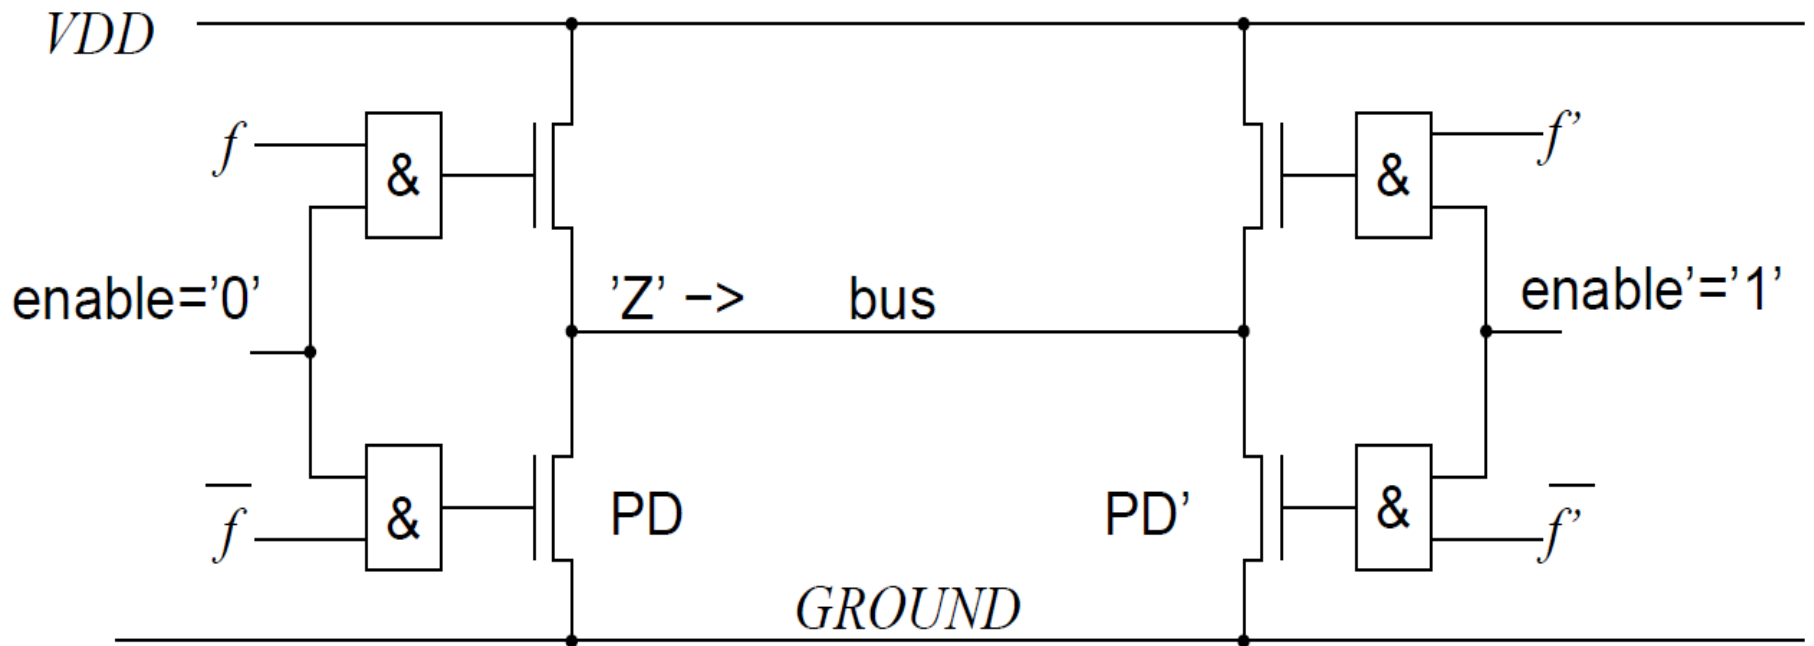 VDD
f
&
&
f’
enable=’0’
’Z’ −>
bus
enable’=’1’
f̅
&
PD
PD’
&
f’̅
GROUND